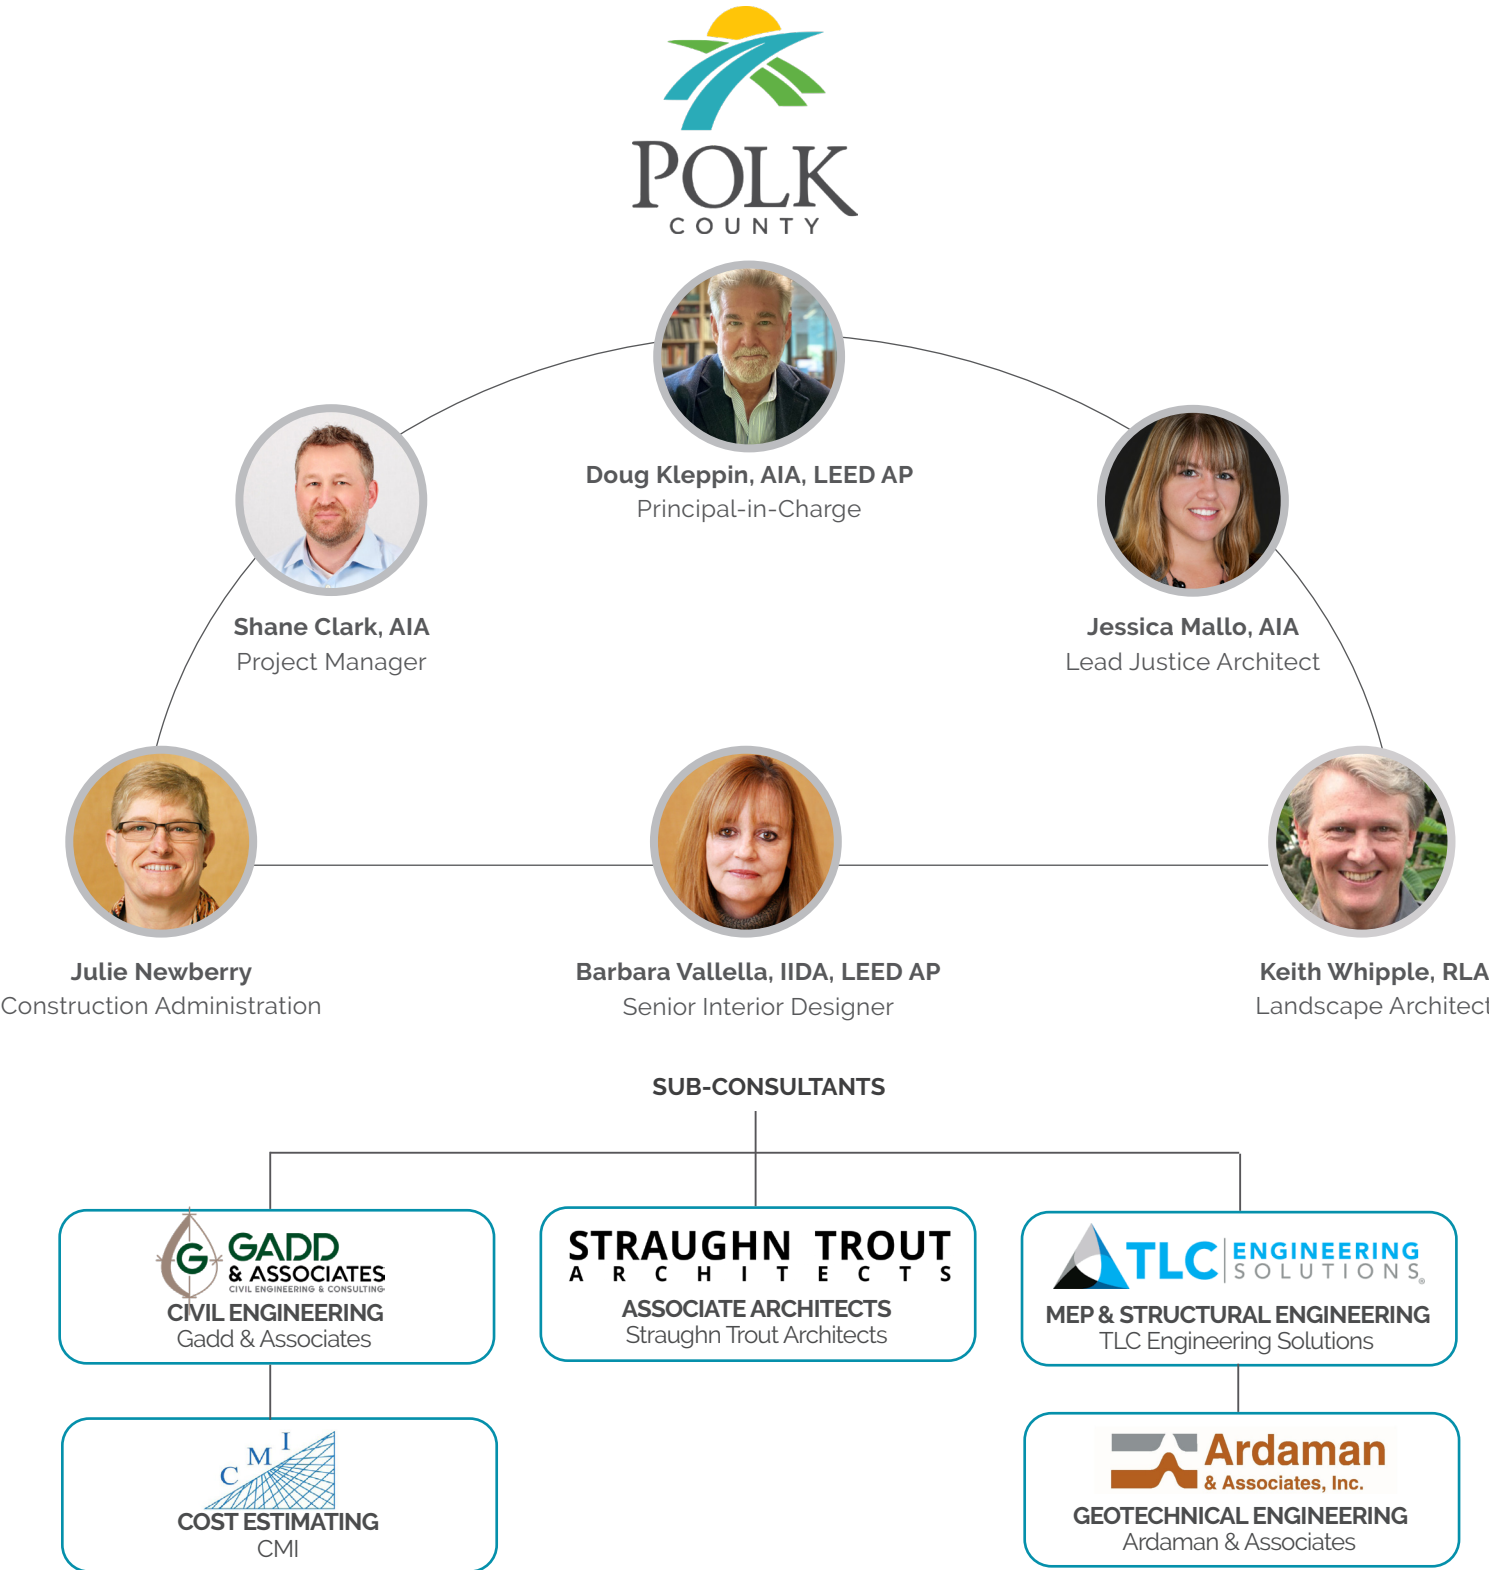 POLK
COUNTY
Doug Kleppin, AIA, LEED AP
Principal-in-Charge
Shane Clark, AIA
Project Manager
Jessica Mallo, AIA
Lead Justice Architect
Julie Newberry
Construction Administration
Barbara Vallella, IIDA, LEED AP
Senior Interior Designer
Keith Whipple, RLA
Landscape Architect
SUB-CONSULTANTS
G
GADD
& ASSOCIATES
CIVIL ENGINEERING & CONSULTING
CIVIL ENGINEERING
Gadd & Associates
STRAUGHN TROUT
ARCHITECTS
ASSOCIATE ARCHITECTS
Straughn Trout Architects
TLC ENGINEERING
SOLUTIONS®
MEP & STRUCTURAL ENGINEERING
TLC Engineering Solutions
CMI
COST ESTIMATING
CMI
Ardaman
& Associates, Inc.
GEOTECHNICAL ENGINEERING
Ardaman & Associates